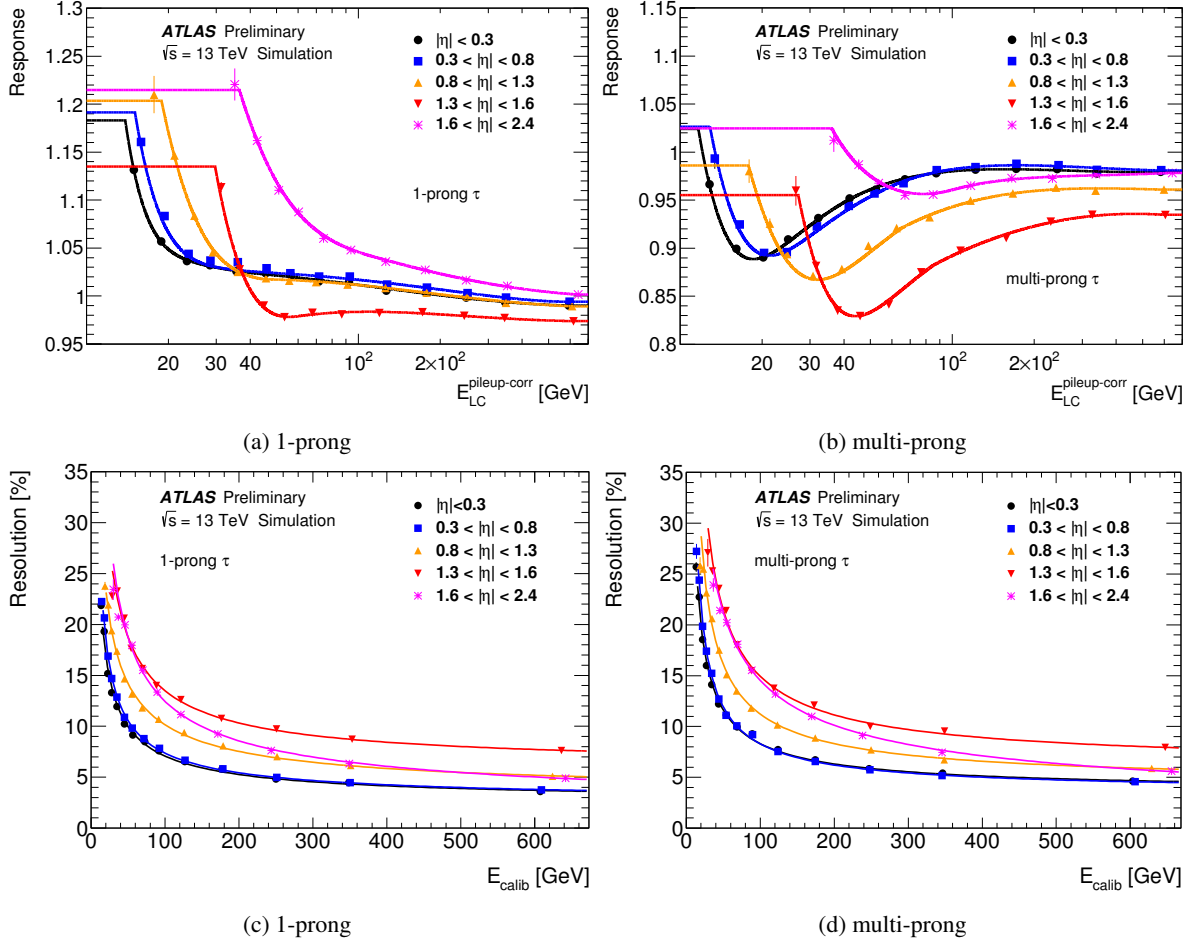 Response
1.3
1.25
1.2
1.15
1.1
1.05
1
0.95
ATLAS Preliminary
√s = 13 TeV Simulation
|η| < 0.3
0.3 < |η| < 0.8
0.8 < |η| < 1.3
1.3 < |η| < 1.6
1.6 < |η| < 2.4
1-prong τ
20 30 40 10² 2×10²
E_LC^pileup-corr [GeV]
(a) 1-prong
Response
1.15
1.1
1.05
1
0.95
0.9
0.85
0.8
ATLAS Preliminary
√s = 13 TeV Simulation
|η| < 0.3
0.3 < |η| < 0.8
0.8 < |η| < 1.3
1.3 < |η| < 1.6
1.6 < |η| < 2.4
multi-prong τ
20 30 40 10² 2×10²
E_LC^pileup-corr [GeV]
(b) multi-prong
Resolution [%]
35
30
25
20
15
10
5
0
ATLAS Preliminary
√s = 13 TeV Simulation
1-prong τ
|η|<0.3
0.3 < |η| < 0.8
0.8 < |η| < 1.3
1.3 < |η| < 1.6
1.6 < |η| < 2.4
0 100 200 300 400 500 600
E_calib [GeV]
(c) 1-prong
Resolution [%]
35
30
25
20
15
10
5
0
ATLAS Preliminary
√s = 13 TeV Simulation
multi-prong τ
|η|<0.3
0.3 < |η| < 0.8
0.8 < |η| < 1.3
1.3 < |η| < 1.6
1.6 < |η| < 2.4
0 100 200 300 400 500 600
E_calib [GeV]
(d) multi-prong